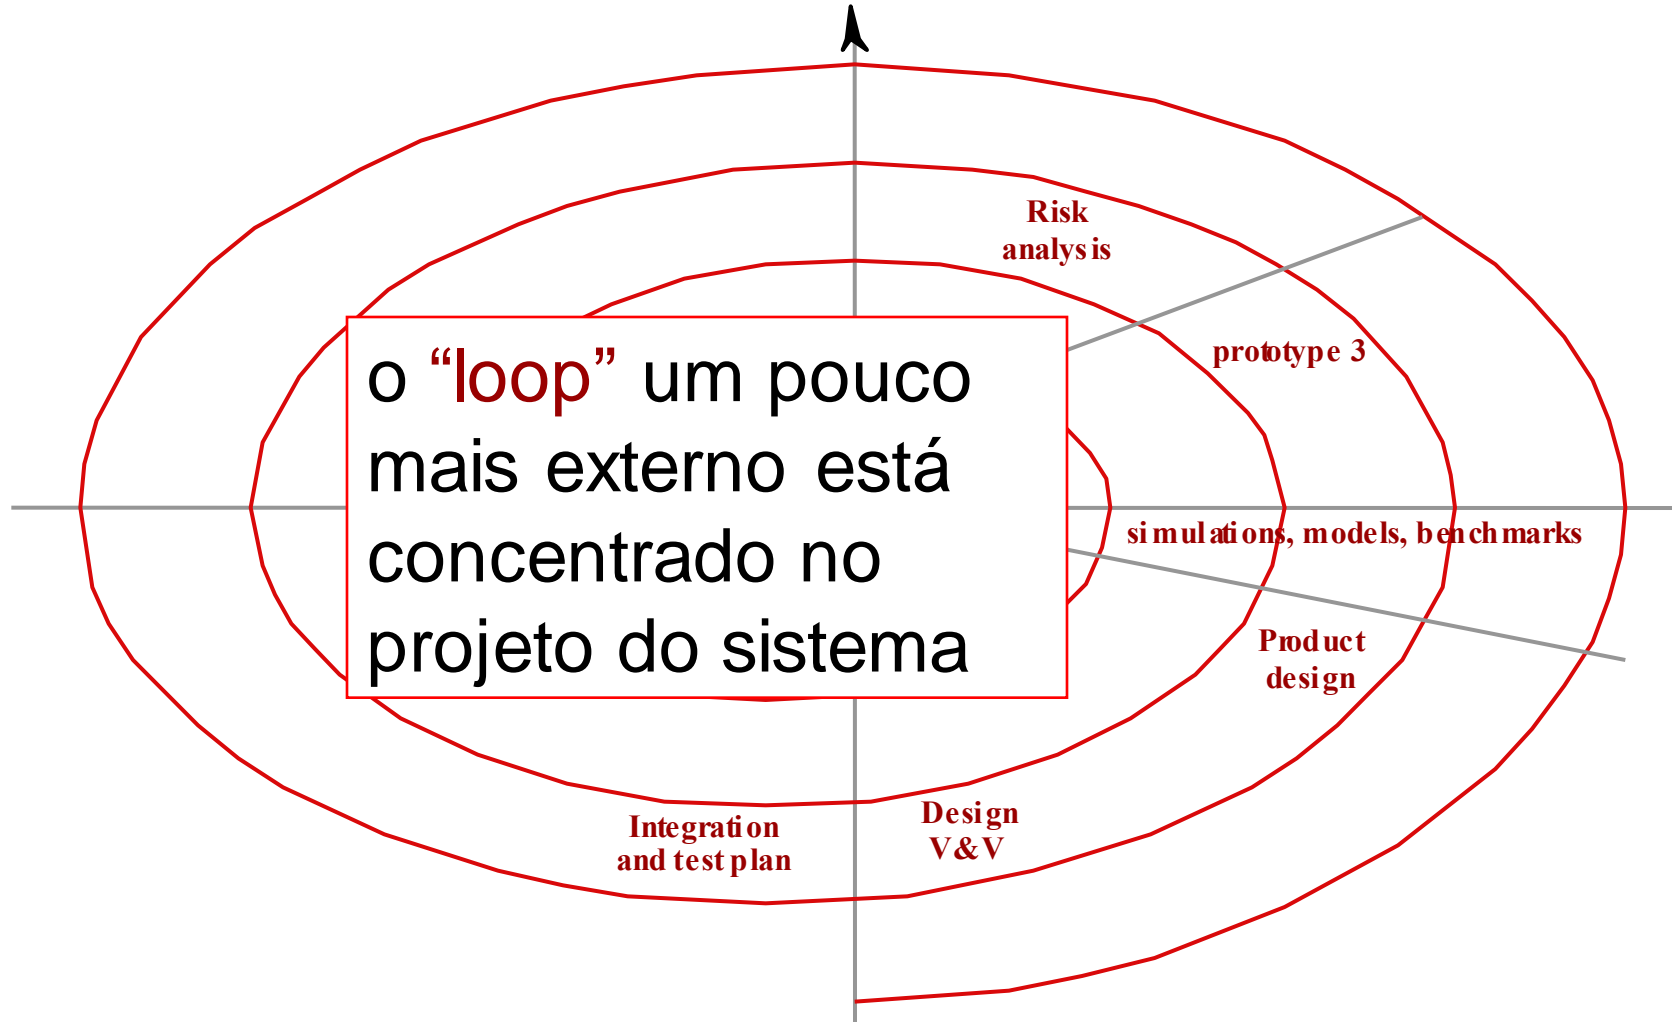 Risk
analysis
prototype 3
o “loop” um pouco
mais externo está
concentrado no
projeto do sistema
simulations, models, benchmarks
Product
design
Design
V&V
Integration
and test plan